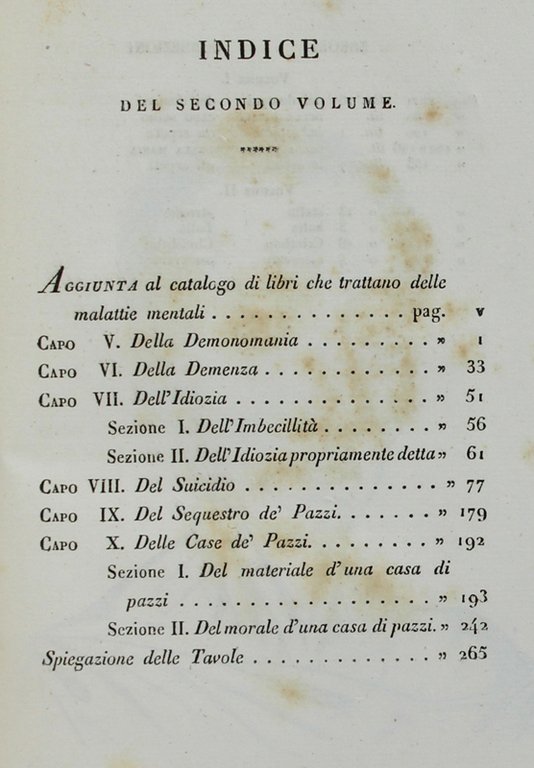 INDICE
DEL SECONDO VOLUME.
AGGIUNTA al catalogo di libri che trattano delle
malattie mentali . . . . . . . . . . . . . . pag. v
CAPO V. Della Demonomania . . . . . . . . . „ 1
CAPO VI. Della Demenza . . . . . . . . . . . . „ 33
CAPO VII. Dell'Idiozia . . . . . . . . . . . . . . „ 51
Sezione I. Dell'Imbecillità . . . . . . . . „ 56
Sezione II. Dell'Idiozia propriamente detta „ 61
CAPO VIII. Del Suicidio . . . . . . . . . . . . . „ 77
CAPO IX. Del Sequestro de' Pazzi. . . . . . . „ 179
CAPO X. Delle Case de' Pazzi. . . . . . . . . „ 192
Sezione I. Del materiale d'una casa di
pazzi . . . . . . . . . . . . . . . . . . „ 193
Sezione II. Del morale d'una casa di pazzi. „ 242
Spiegazione delle Tavole . . . . . . . . . . . . . „ 265